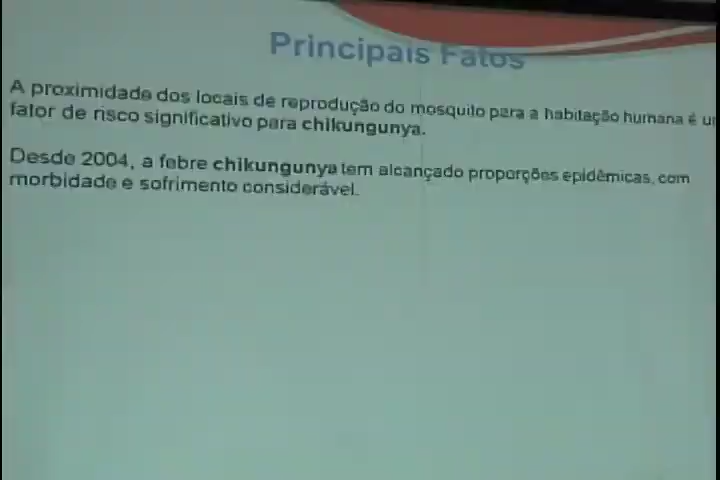 Principais Fatos
A proximidade dos locais de reprodução do mosquito para a habitação humana é
fator de risco significativo para chikungunya.
Desde 2004, a febre chikungunya tem alcançado proporções epidêmicas, com
morbidade e sofrimento considerável.